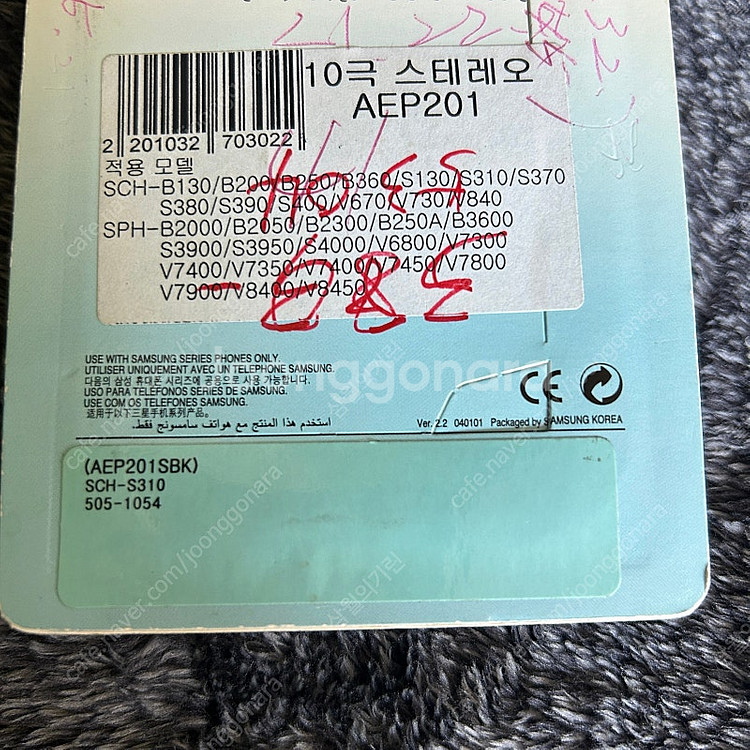 10극 스테레오
AEP201
2 201032 703022
적용 모델
SCH-B130/B200/B250/B360/S130/S310/S370
S380/S390/S400/V670/V730/V840
SPH-B2000/B2050/B2300/B250A/B3600
S3900/S3950/S4000/V6800/V7300
V7400/V7350/V7400/V7450/V7800
V7900/V8400/V8450
USE WITH SAMSUNG SERIES PHONES ONLY.
UTILISER UNIQUEMENT AVEC UN TELEPHONE SAMSUNG.
다음의 삼성 휴대폰 시리즈에 공용으로 사용 가능합니다.
USO PARA TELEFONOS SERIES DE SAMSUNG.
USE COM OS TELEFONES SAMSUNG.
适用于以下三星手机系列产品。
استخدم هذا المنتج مع هواتف سامسونج فقط.
Ver. 2.2 040101 Packaged by SAMSUNG KOREA
CE
(AEP201SBK)
SCH-S310
505-1054
joonggonara
cafe.naver.com/joonggonara